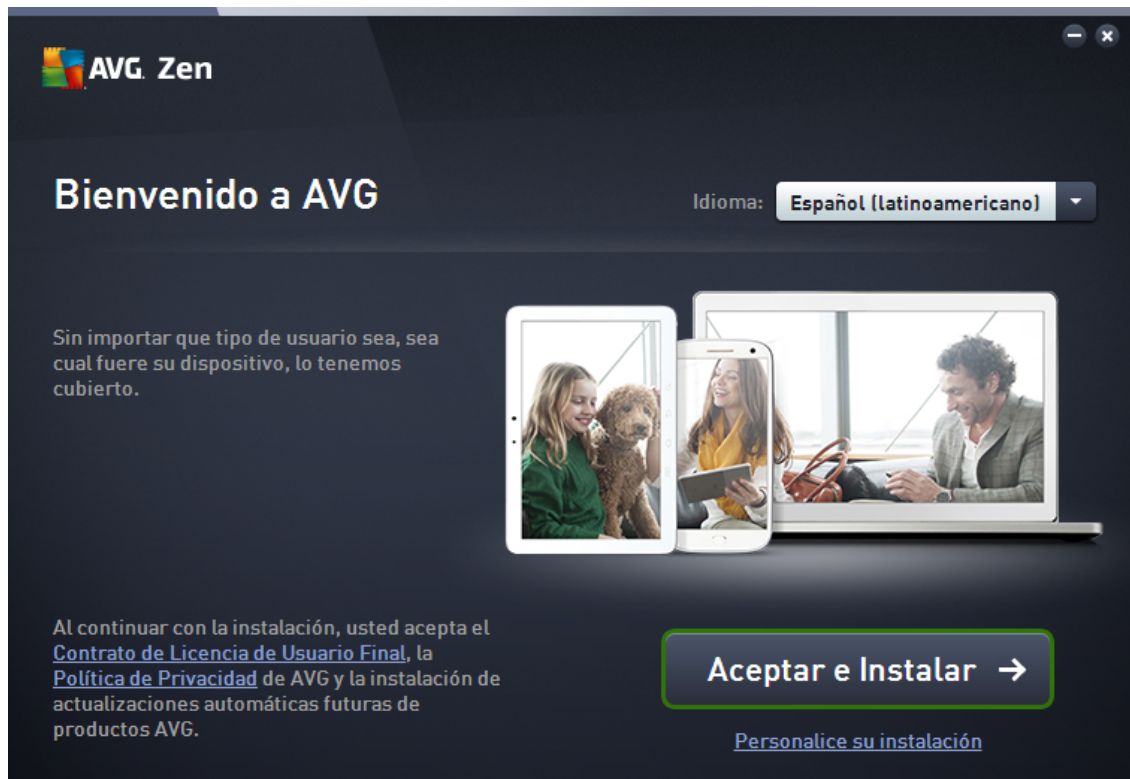 AVG Zen
Bienvenido a AVG
Idioma: Español (latinoamericano)
Sin importar que tipo de usuario sea, sea
cual fuere su dispositivo, lo tenemos
cubierto.
Al continuar con la instalación, usted acepta el
Contrato de Licencia de Usuario Final, la
Política de Privacidad de AVG y la instalación de
actualizaciones automáticas futuras de
productos AVG.
Aceptar e Instalar →
Personalice su instalación